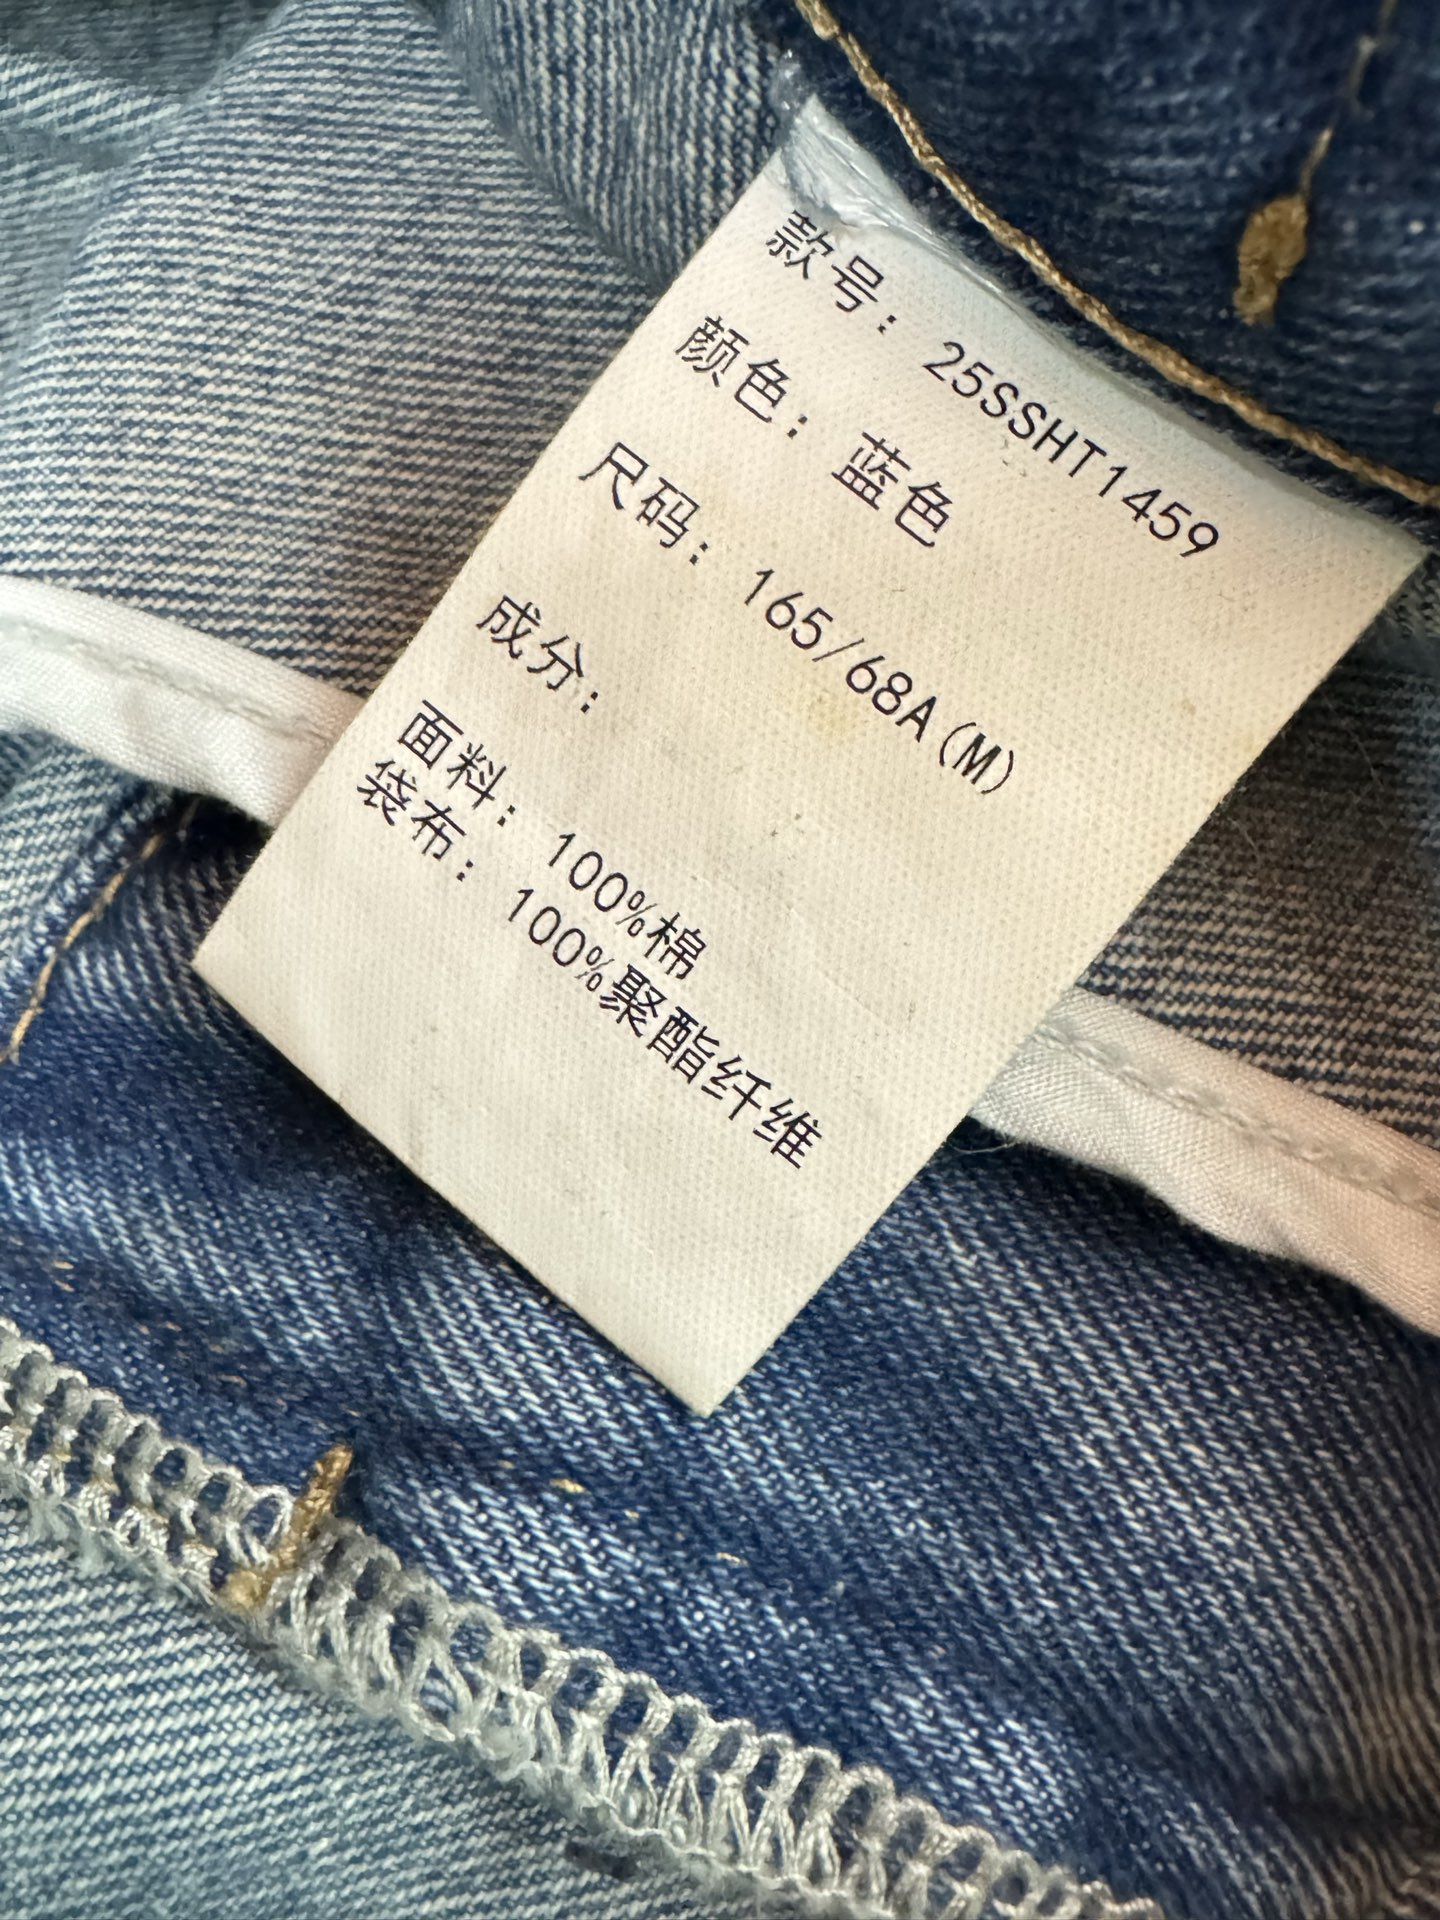 款号：25SSHT1459
颜色：蓝色
尺码：165/68A(M)
成分：
面料：100%棉
袋布：100%聚酯纤维